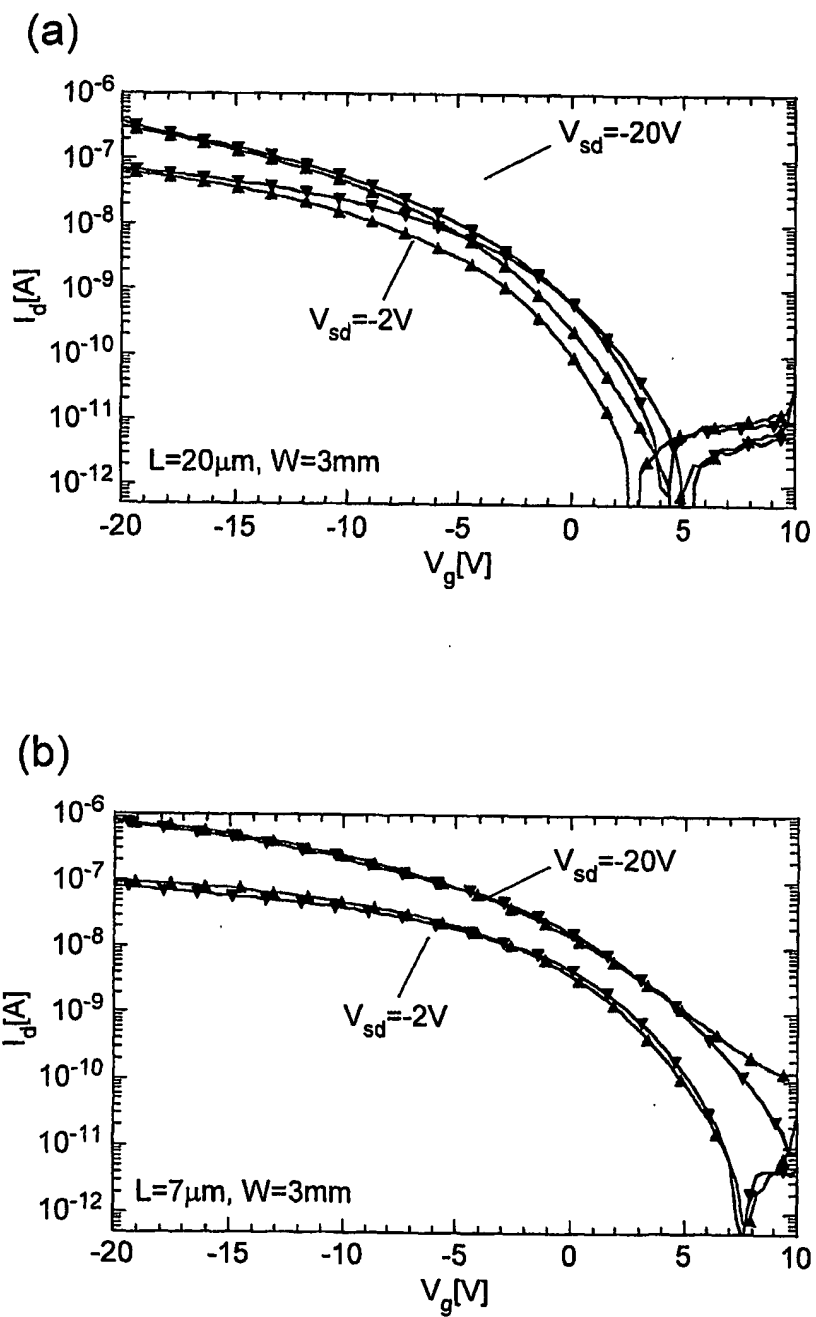 (a)
10⁻⁶
10⁻⁷
10⁻⁸
10⁻⁹
10⁻¹⁰
10⁻¹¹
10⁻¹²
I_d[A]
V_sd=-20V
V_sd=-2V
L=20μm, W=3mm
-20 -15 -10 -5 0 5 10
V_g[V]
(b)
10⁻⁶
10⁻⁷
10⁻⁸
10⁻⁹
10⁻¹⁰
10⁻¹¹
10⁻¹²
I_d[A]
V_sd=-20V
V_sd=-2V
L=7μm, W=3mm
-20 -15 -10 -5 0 5 10
V_g[V]